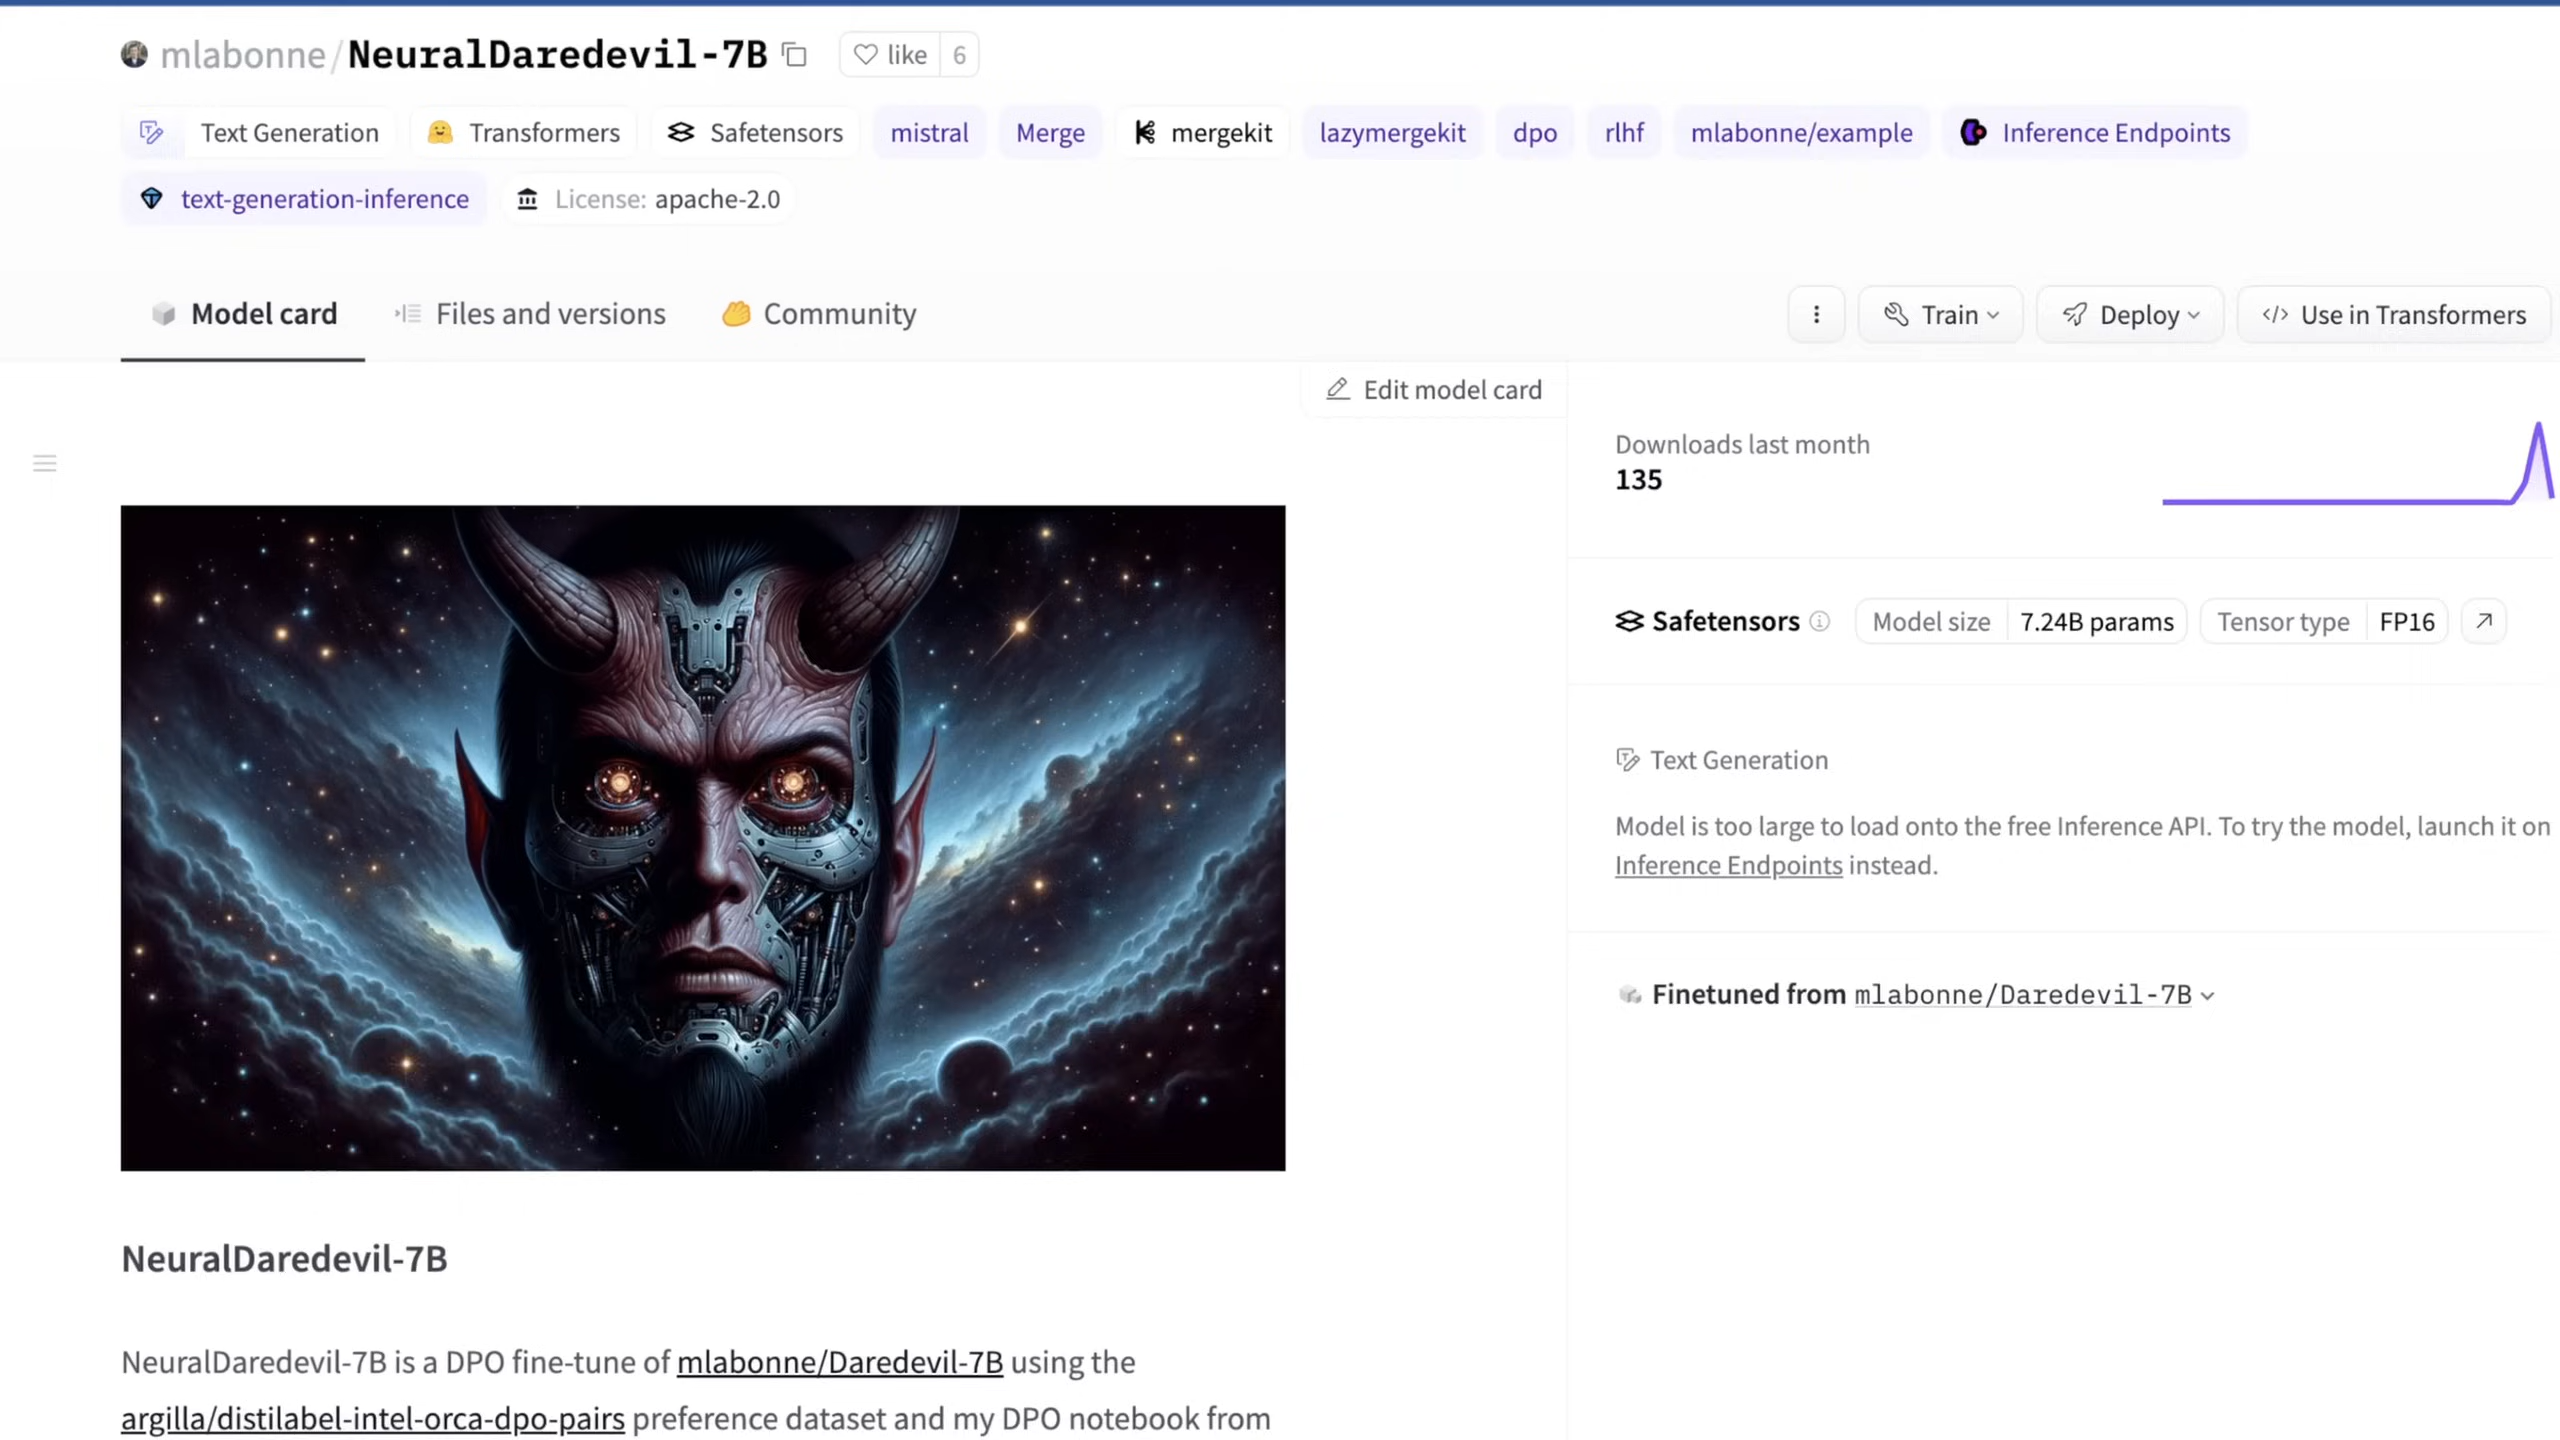 mlabonne/NeuralDaredevil-7B like 6
Text Generation Transformers Safetensors mistral Merge mergekit lazymergekit dpo rlhf mlabonne/example Inference Endpoints
text-generation-inference License: apache-2.0
Model card Files and versions Community Train Deploy </> Use in Transformers
Edit model card
Downloads last month
135
Safetensors Model size 7.24B params Tensor type FP16
Text Generation
Model is too large to load onto the free Inference API. To try the model, launch it on
Inference Endpoints instead.
Finetuned from mlabonne/Daredevil-7B
NeuralDaredevil-7B
NeuralDaredevil-7B is a DPO fine-tune of mlabonne/Daredevil-7B using the
argilla/distilabel-intel-orca-dpo-pairs preference dataset and my DPO notebook from